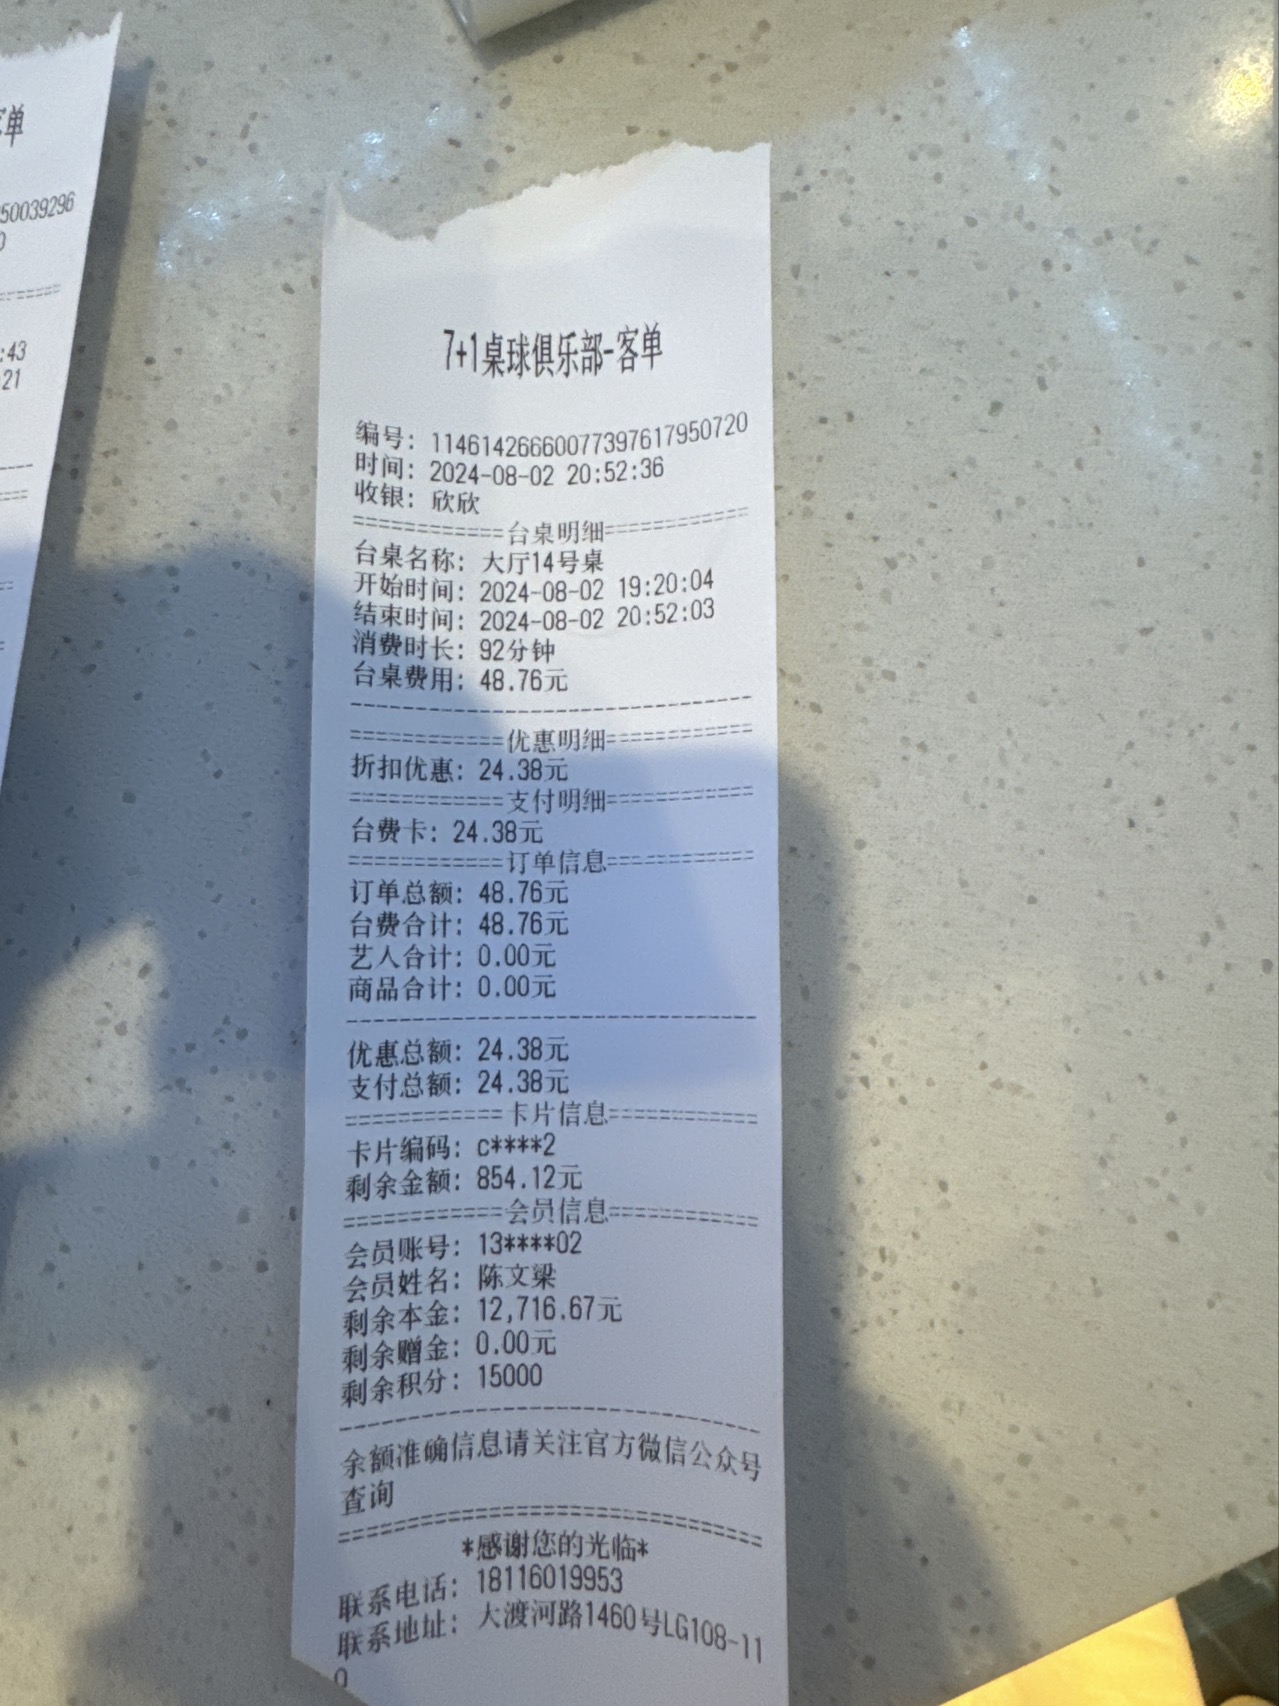 客单
50039296
0
:43
21
7+1桌球俱乐部-客单
编号: 1146142666007739761795​0720
时间: 2024-08-02 20:52:36
收银: 欣欣
============台桌明细===========
台桌名称: 大厅14号桌
开始时间: 2024-08-02 19:20:04
结束时间: 2024-08-02 20:52:03
消费时长: 92分钟
台桌费用: 48.76元
--------------------------------
============优惠明细===========
折扣优惠: 24.38元
============支付明细===========
台费卡: 24.38元
============订单信息===========
订单总额: 48.76元
台费合计: 48.76元
艺人合计: 0.00元
商品合计: 0.00元
--------------------------------
优惠总额: 24.38元
支付总额: 24.38元
============卡片信息===========
卡片编码: c****2
剩余金额: 854.12元
============会员信息===========
会员账号: 13****02
会员姓名: 陈文梁
剩余本金: 12,716.67元
剩余赠金: 0.00元
剩余积分: 15000
--------------------------------
余额准确信息请关注官方微信公众号
查询
================================
*感谢您的光临*
联系电话: 18116019953
联系地址: 大渡河路1460号LG108-11
0